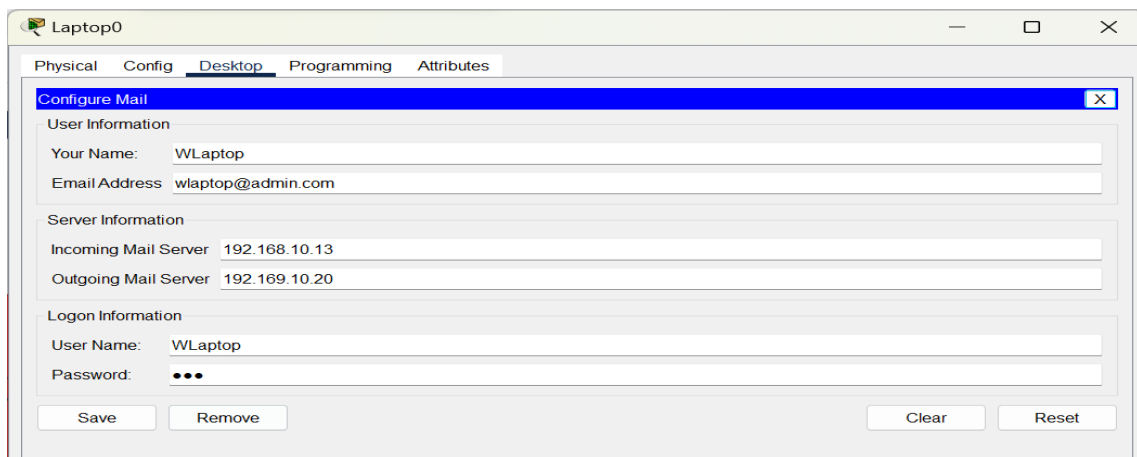 Laptop0
Physical Config Desktop Programming Attributes
Configure Mail X
User Information
Your Name: WLaptop
Email Address wlaptop@admin.com
Server Information
Incoming Mail Server 192.168.10.13
Outgoing Mail Server 192.169.10.20
Logon Information
User Name: WLaptop
Password: ●●●
Save Remove Clear Reset